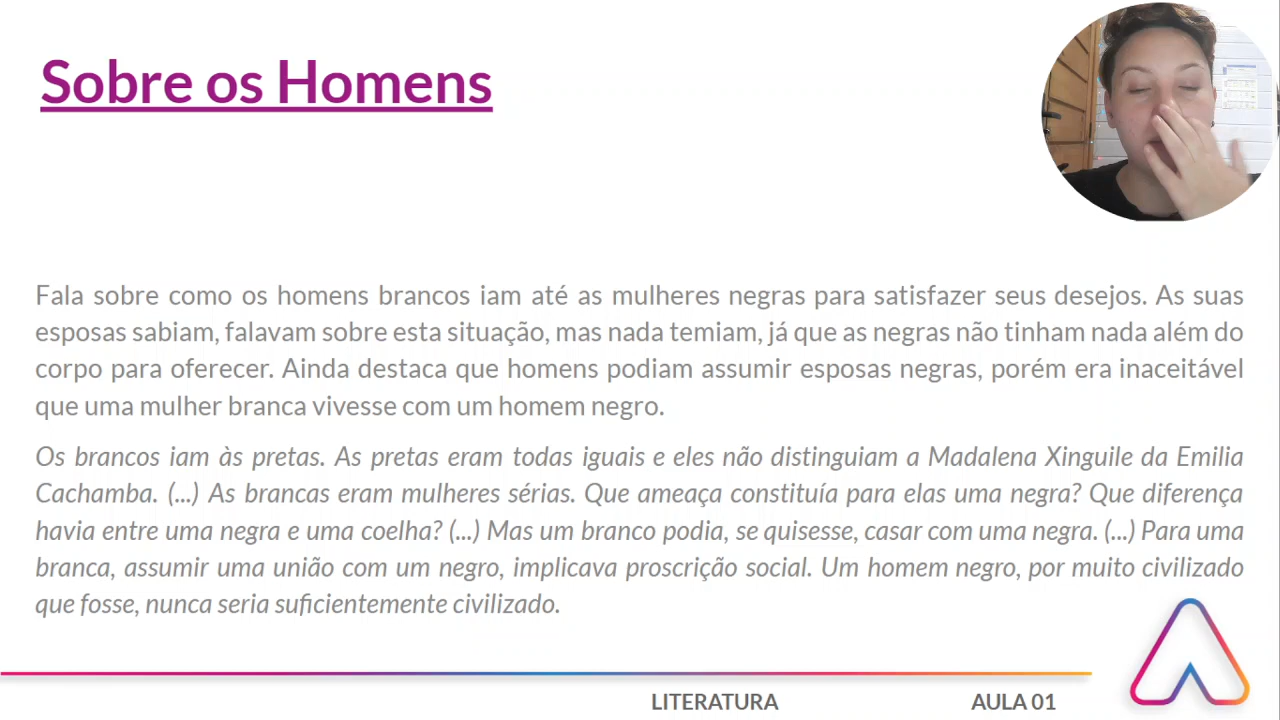 Sobre os Homens
Fala sobre como os homens brancos iam até as mulheres negras para satisfazer seus desejos. As suas
esposas sabiam, falavam sobre esta situação, mas nada temiam, já que as negras não tinham nada além do
corpo para oferecer. Ainda destaca que homens podiam assumir esposas negras, porém era inaceitável
que uma mulher branca vivesse com um homem negro.
Os brancos iam às pretas. As pretas eram todas iguais e eles não distinguiam a Madalena Xinguile da Emilia
Cachamba. (...) As brancas eram mulheres sérias. Que ameaça constituía para elas uma negra? Que diferença
havia entre uma negra e uma coelha? (...) Mas um branco podia, se quisesse, casar com uma negra. (...) Para uma
branca, assumir uma união com um negro, implicava proscrição social. Um homem negro, por muito civilizado
que fosse, nunca seria suficientemente civilizado.
LITERATURA AULA 01